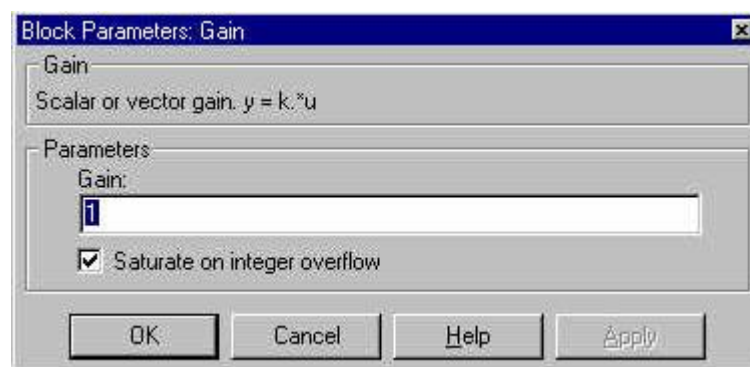 Block Parameters: Gain
Gain
Scalar or vector gain. y = k.*u
Parameters
Gain:
1
Saturate on integer overflow
OK Cancel Help Apply